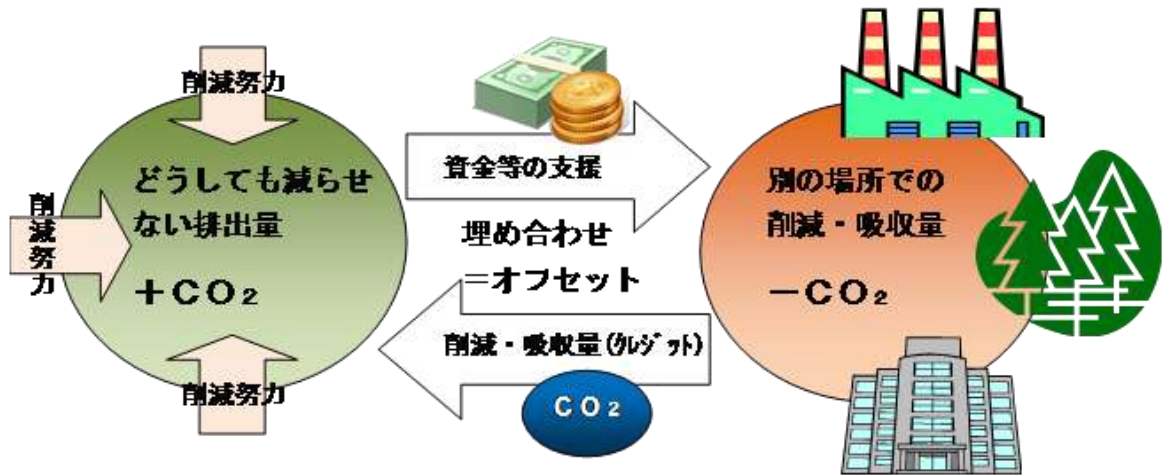 削減努力
どうしても減らせ
ない排出量
+CO₂
削減努力
削減努力
資金等の支援
埋め合わせ
=オフセット
削減・吸収量(クレジット)
CO₂
別の場所での
削減・吸収量
-CO₂